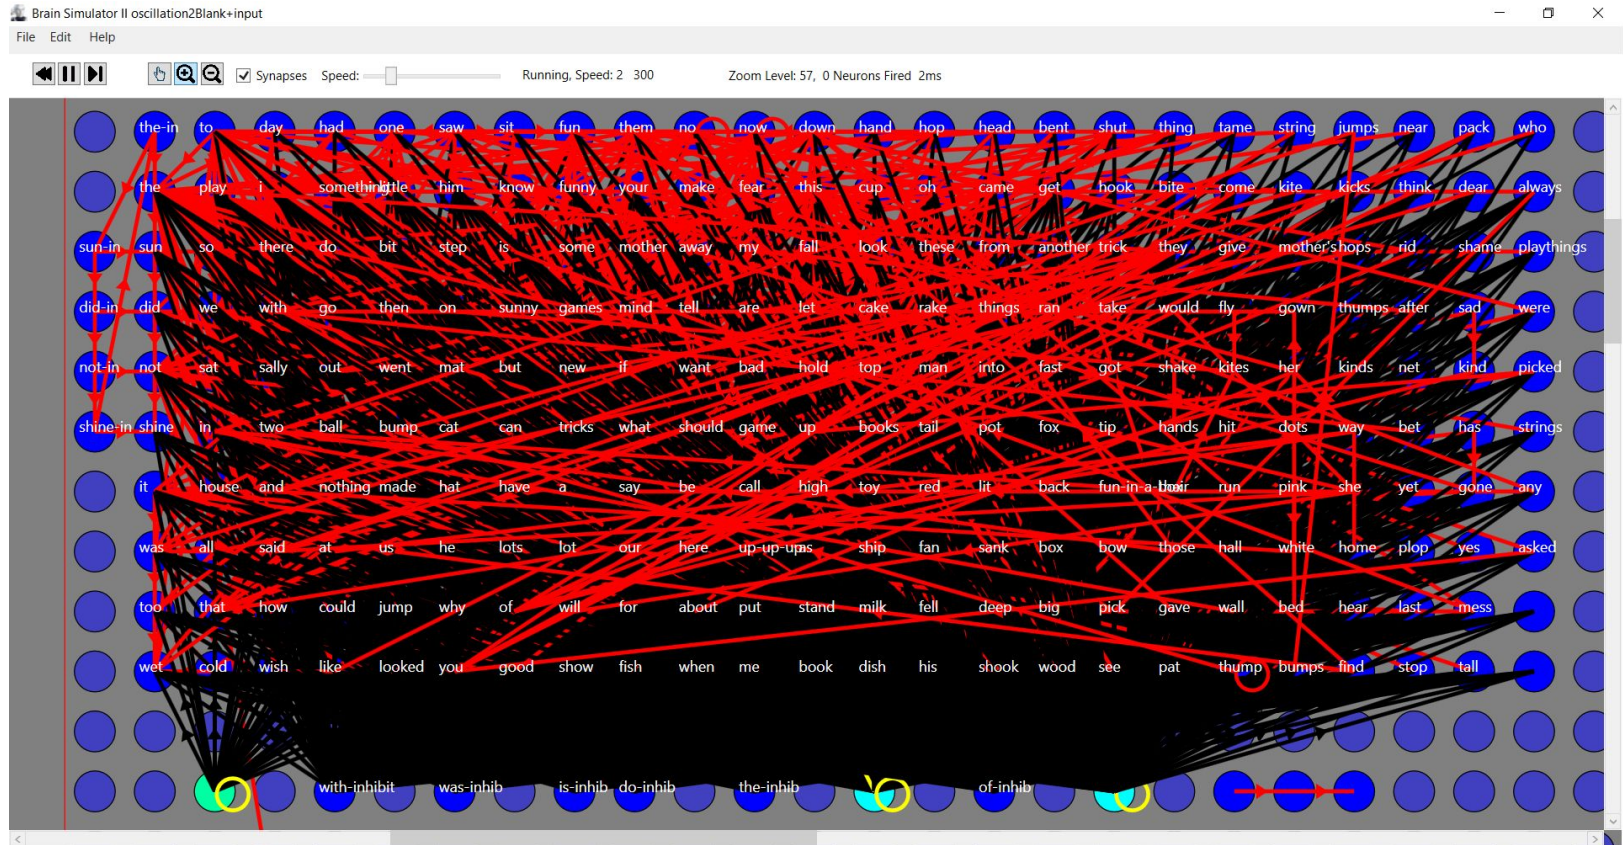 Brain Simulator II oscillation2Blank+input
File Edit Help
Synapses Speed: Running, Speed: 2 300 Zoom Level: 57, 0 Neurons Fired 2ms
the-in to day had one saw sit fun them no now down hand hop head bent shut thing tame string jumps near pack who
the play i something little him know funny your make fear this cup oh came get hook bite come kite kicks think dear always
sun-in sun so there do bit step is some mother away my fall look these from another trick they give mother's hops rid shame playthings
did-in did we with go then on sunny games mind tell are let cake rake things ran take would fly gown thumps after sad were
not-in not sat sally out went mat but new if want bad hold top man into fast got shake kites her kinds net kind picked
shine-in shine in two ball bump cat can tricks what should game up books tail pot fox tip hands hit dots way bet has strings
it house and nothing made hat have a say be call high toy red lit back fun-in-a-box their run pink she yet gone any
was all said at us he lots lot our here up-up-up as ship fan sank box bow those hall white home plop yes asked
too that how could jump why of will for about put stand milk fell deep big pick gave wall bed hear last mess
wet cold wish like looked you good show fish when me book dish his shook wood see pat thump bumps find stop tall
with-inhibit was-inhib is-inhib do-inhib the-inhib of-inhib